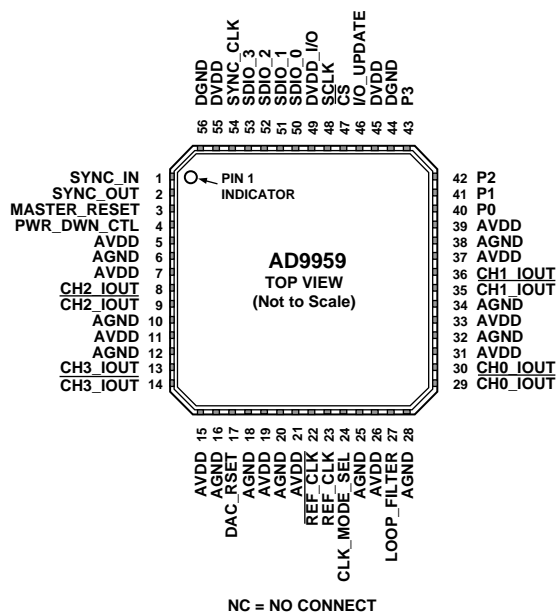 56 DGND
55 DVDD
54 SYNC_CLK
53 SDIO_3
52 SDIO_2
51 SDIO_1
50 SDIO_0
49 DVDD_I/O
48 SCLK
47 CS
46 I/O_UPDATE
45 DVDD
44 DGND
43 P3
SYNC_IN 1
SYNC_OUT 2
MASTER_RESET 3
PWR_DWN_CTL 4
AVDD 5
AGND 6
AVDD 7
CH2_IOUT 8
CH2_IOUT 9
AGND 10
AVDD 11
AGND 12
CH3_IOUT 13
CH3_IOUT 14
PIN 1
INDICATOR
AD9959
TOP VIEW
(Not to Scale)
42 P2
41 P1
40 P0
39 AVDD
38 AGND
37 AVDD
36 CH1_IOUT
35 CH1_IOUT
34 AGND
33 AVDD
32 AGND
31 AVDD
30 CH0_IOUT
29 CH0_IOUT
AVDD 15
AGND 16
DAC_RSET 17
AGND 18
AVDD 19
AGND 20
AVDD 21
REF_CLK 22
REF_CLK 23
CLK_MODE_SEL 24
AGND 25
AVDD 26
LOOP_FILTER 27
AGND 28
NC = NO CONNECT